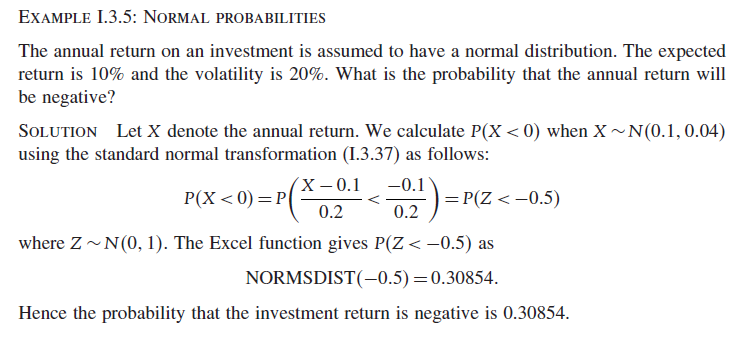 EXAMPLE I.3.5: NORMAL PROBABILITIES
The annual return on an investment is assumed to have a normal distribution. The expected
return is 10% and the volatility is 20%. What is the probability that the annual return will
be negative?
SOLUTION Let X denote the annual return. We calculate P(X < 0) when X ~ N(0.1, 0.04)
using the standard normal transformation (I.3.37) as follows:
P(X < 0) = P( (X − 0.1)/0.2 < −0.1/0.2 ) = P(Z < −0.5)
where Z ~ N(0, 1). The Excel function gives P(Z < −0.5) as
NORMSDIST(−0.5) = 0.30854.
Hence the probability that the investment return is negative is 0.30854.